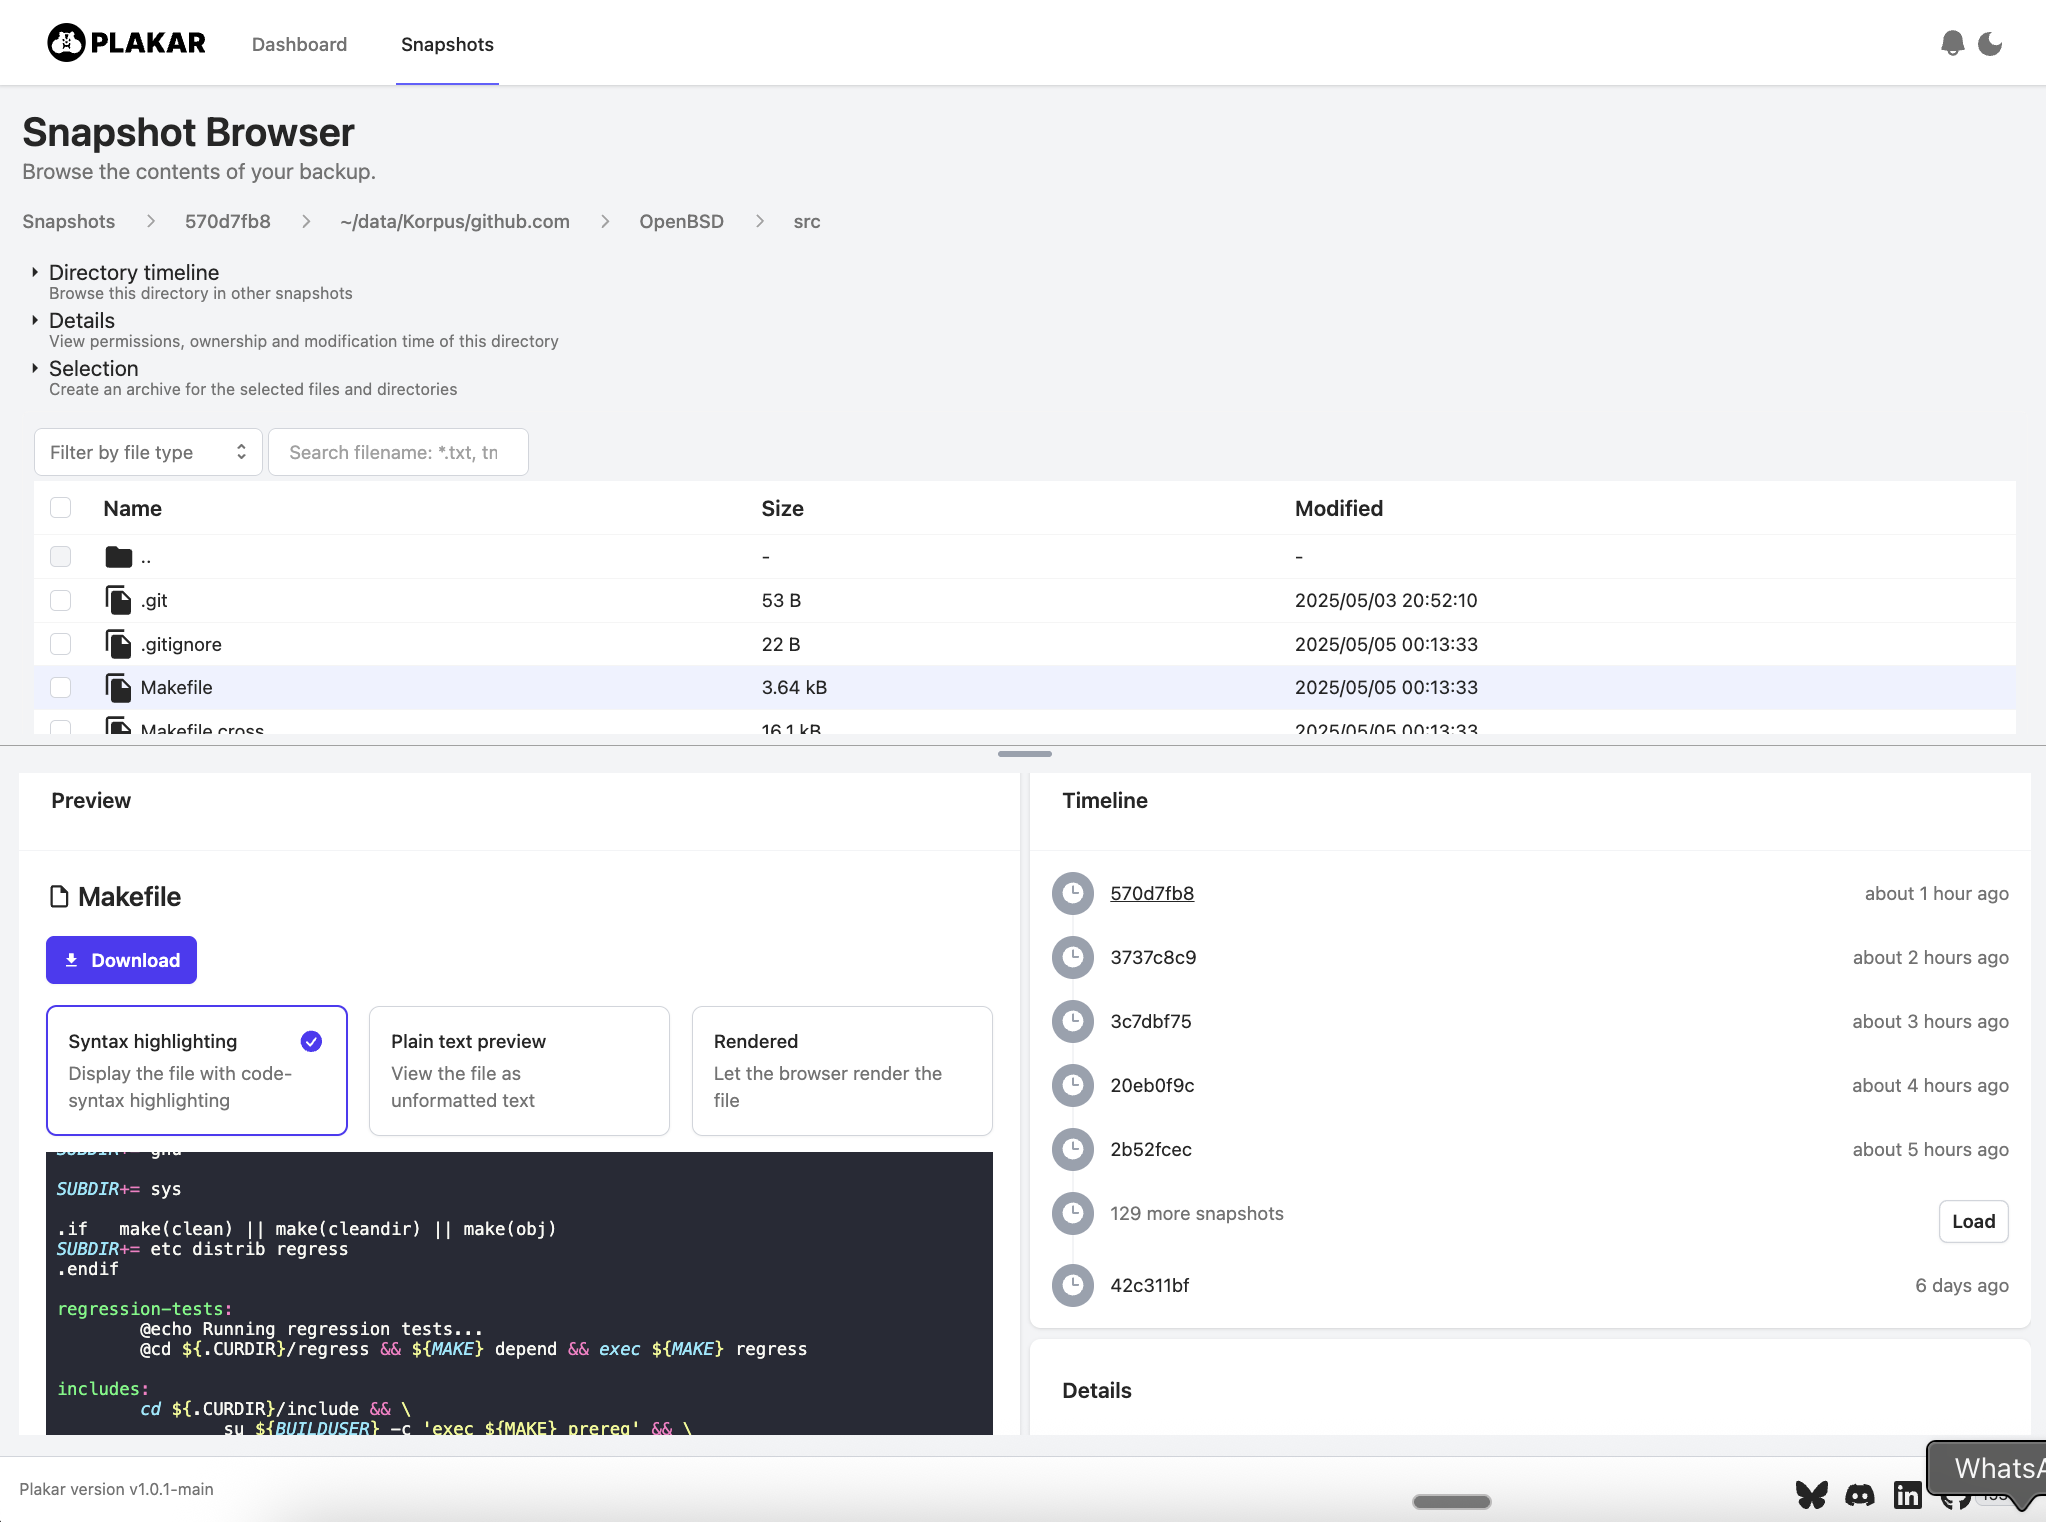 PLAKAR
Dashboard
Snapshots
Snapshot Browser
Browse the contents of your backup.
Snapshots > 570d7fb8 > ~/data/Korpus/github.com > OpenBSD > src
Directory timeline
Browse this directory in other snapshots
Details
View permissions, ownership and modification time of this directory
Selection
Create an archive for the selected files and directories
Filter by file type
Search filename: *.txt, tm
Name Size Modified
.. - -
.git 53 B 2025/05/03 20:52:10
.gitignore 22 B 2025/05/05 00:13:33
Makefile 3.64 kB 2025/05/05 00:13:33
Makefile.cross 16.1 kB 2025/05/05 00:13:33
Preview
Makefile
Download
Syntax highlighting
Display the file with code-
syntax highlighting
Plain text preview
View the file as
unformatted text
Rendered
Let the browser render the
file
SUBDIR+= gnu
SUBDIR+= sys
.if make(clean) || make(cleandir) || make(obj)
SUBDIR+= etc distrib regress
.endif
regression-tests:
@echo Running regression tests...
@cd ${.CURDIR}/regress && ${MAKE} depend && exec ${MAKE} regress
includes:
cd ${.CURDIR}/include && \
su ${BUILDUSER} -c 'exec ${MAKE} prereq' && \
Timeline
570d7fb8 about 1 hour ago
3737c8c9 about 2 hours ago
3c7dbf75 about 3 hours ago
20eb0f9c about 4 hours ago
2b52fcec about 5 hours ago
129 more snapshots Load
42c311bf 6 days ago
Details
Plakar version v1.0.1-main
in
WhatsA